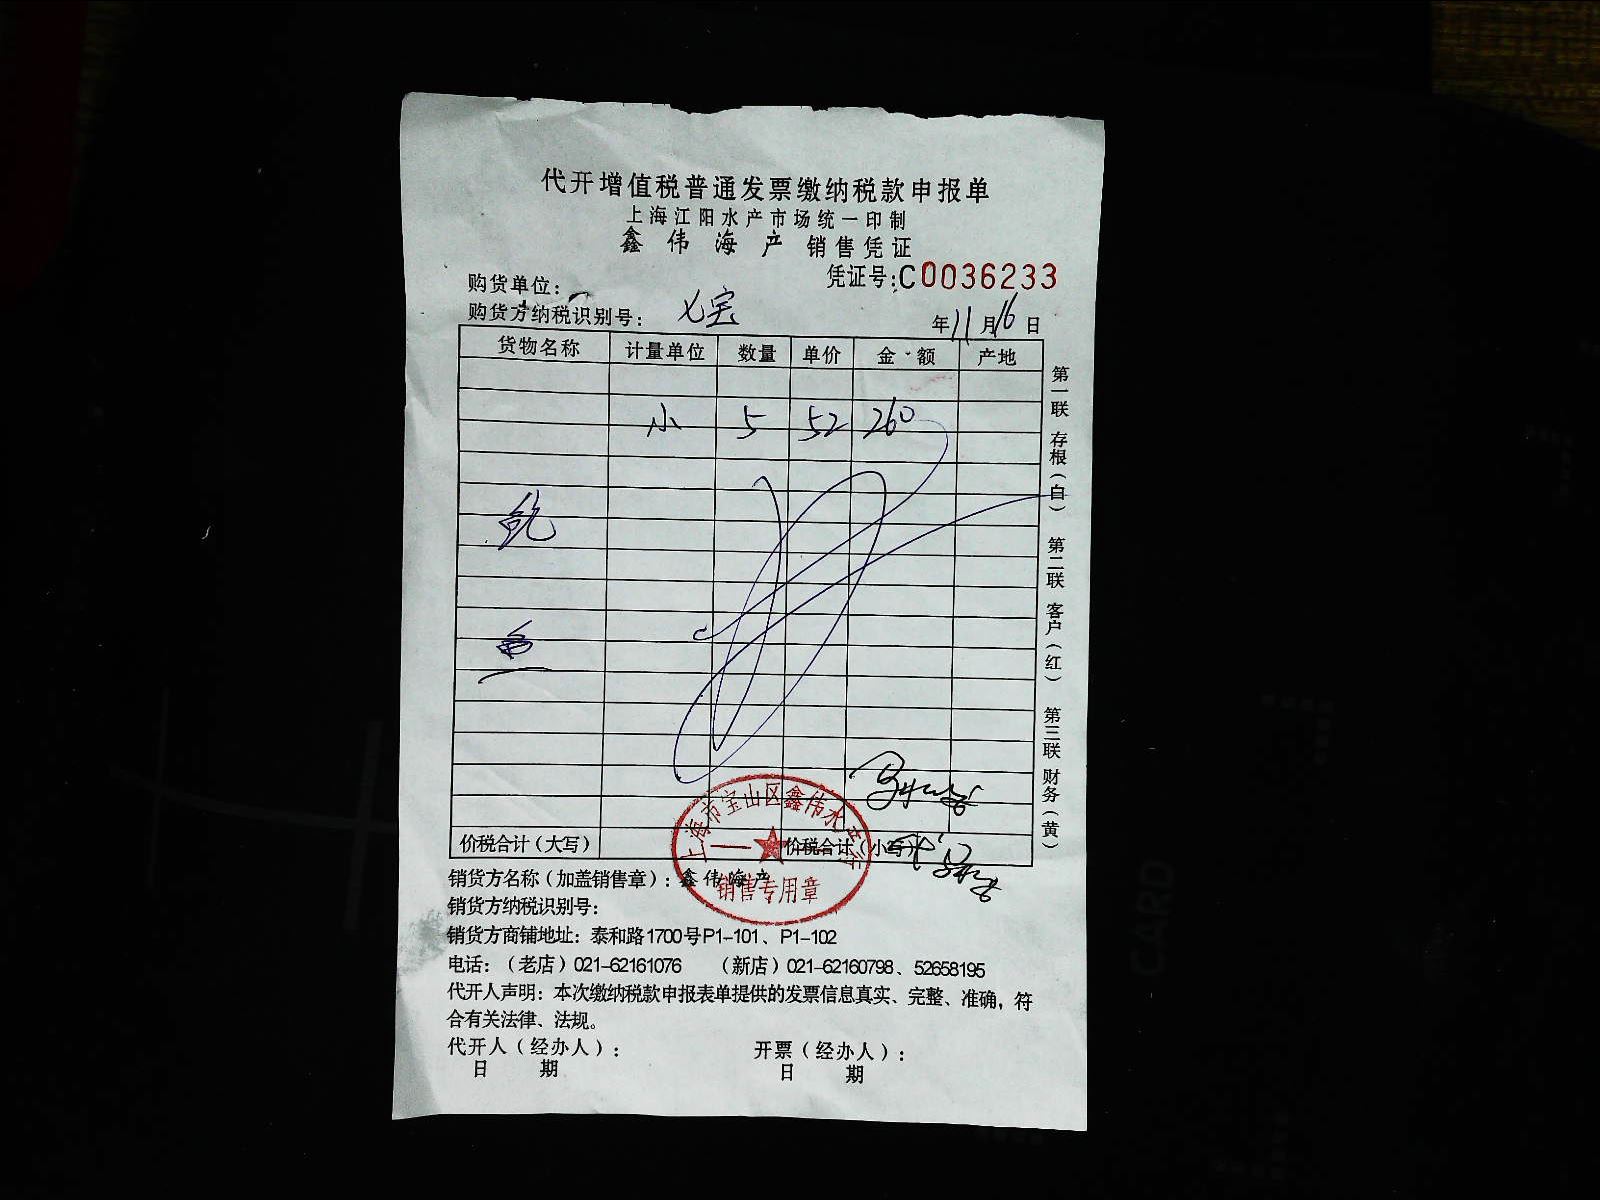 代开增值税普通发票缴纳税款申报单
上海江阳水产市场统一印制
鑫伟海产 销售凭证
凭证号:C0036233
购货单位:
购货方纳税识别号: 七宝
年11月16日
货物名称 计量单位 数量 单价 金额 产地
小 5 52 260
鲍
鱼
第一联 存根(白) 第二联 客户(红) 第三联 财务(黄)
上海市宝山区鑫伟水产行
销售专用章
价税合计(大写) 价税合计(小写)
销货方名称(加盖销售章): 鑫伟海产
销货方纳税识别号:
销货方商铺地址: 泰和路1700号P1-101、P1-102
电话:(老店)021-62161076 (新店)021-62160798、52658195
代开人声明: 本次缴纳税款申报表单提供的发票信息真实、完整、准确,符
合有关法律、法规。
代开人(经办人): 开票(经办人):
日 期 日 期
CARD